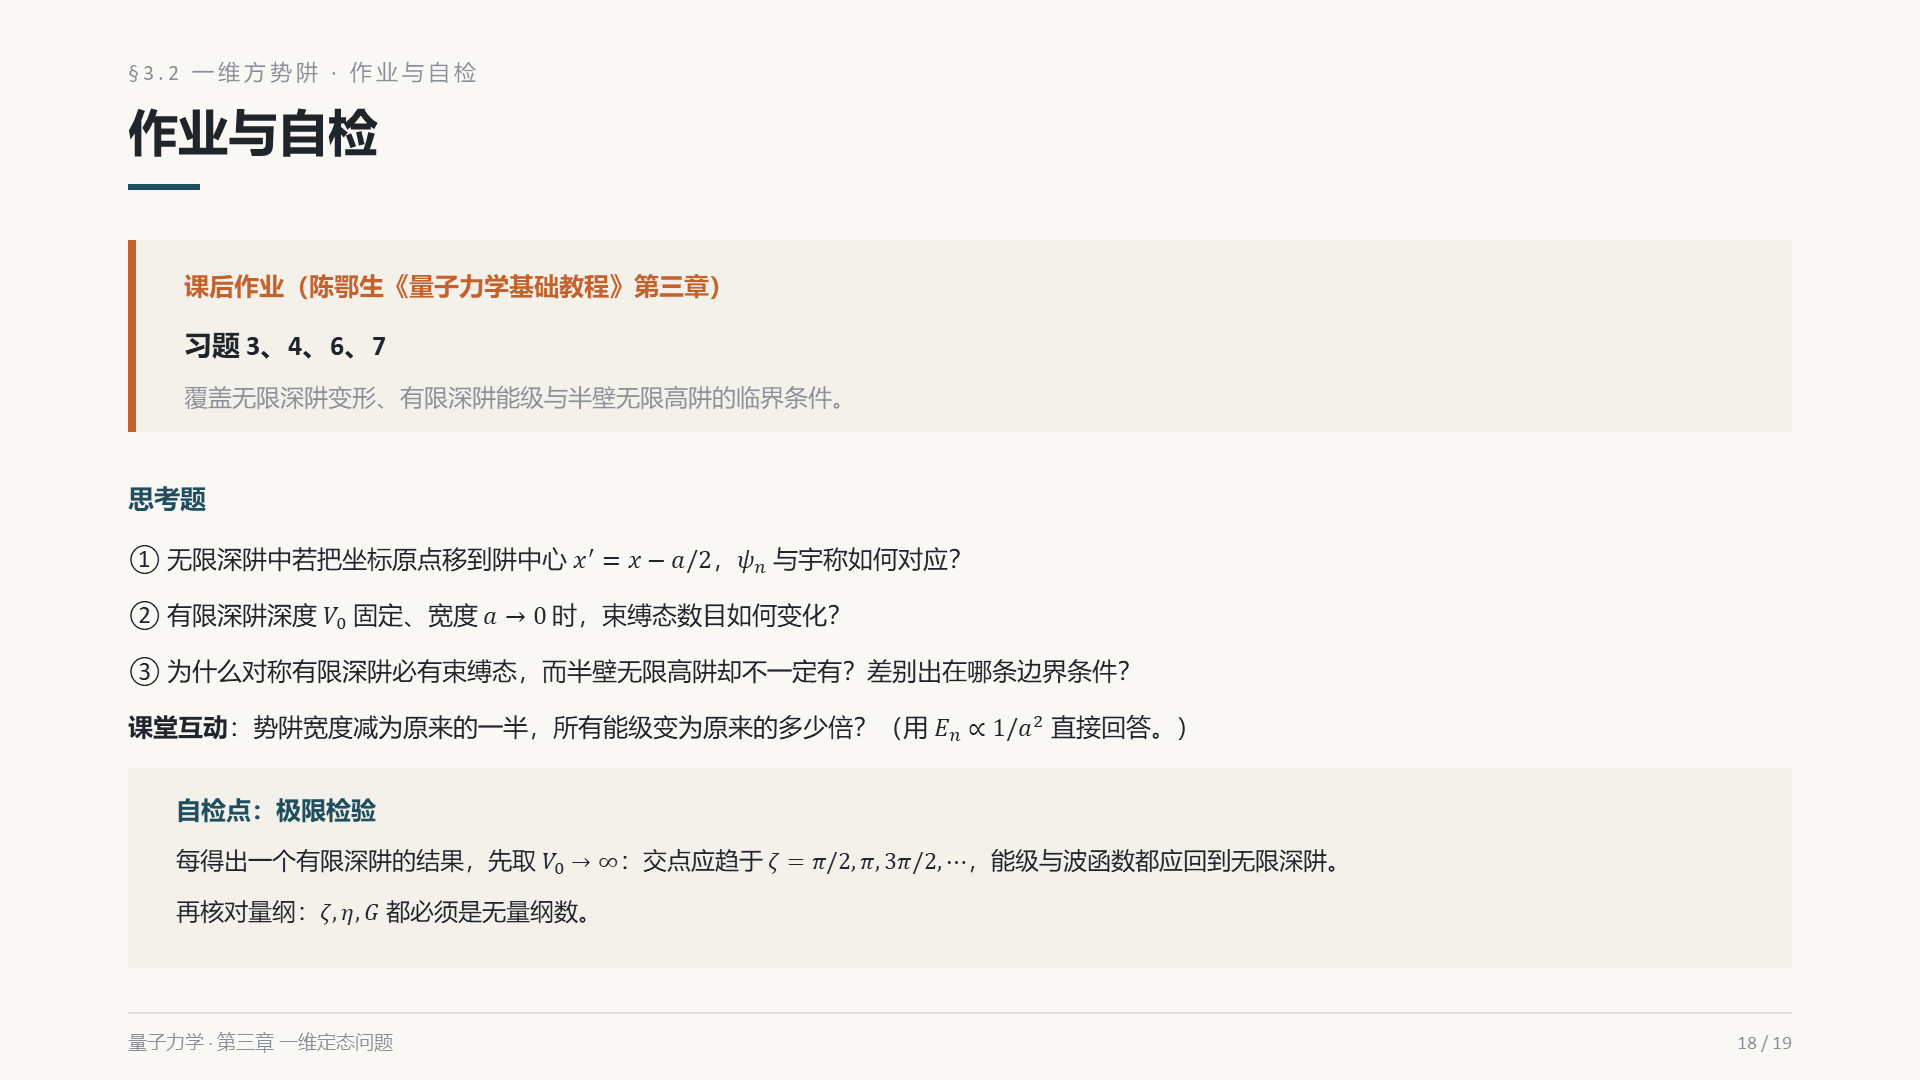 §3.2 一维方势阱 · 作业与自检
作业与自检
课后作业（陈鄂生《量子力学基础教程》第三章）
习题 3、4、6、7
覆盖无限深阱变形、有限深阱能级与半壁无限高阱的临界条件。
思考题
① 无限深阱中若把坐标原点移到阱中心 x′ = x − a/2，ψₙ 与宇称如何对应？
② 有限深阱深度 V₀ 固定、宽度 a → 0 时，束缚态数目如何变化？
③ 为什么对称有限深阱必有束缚态，而半壁无限高阱却不一定有？差别出在哪条边界条件？
课堂互动：势阱宽度减为原来的一半，所有能级变为原来的多少倍？（用 Eₙ ∝ 1/a² 直接回答。）
自检点：极限检验
每得出一个有限深阱的结果，先取 V₀ → ∞：交点应趋于 ζ = π/2, π, 3π/2, ⋯，能级与波函数都应回到无限深阱。
再核对量纲：ζ, η, G 都必须是无量纲数。
量子力学 · 第三章 一维定态问题
18 / 19